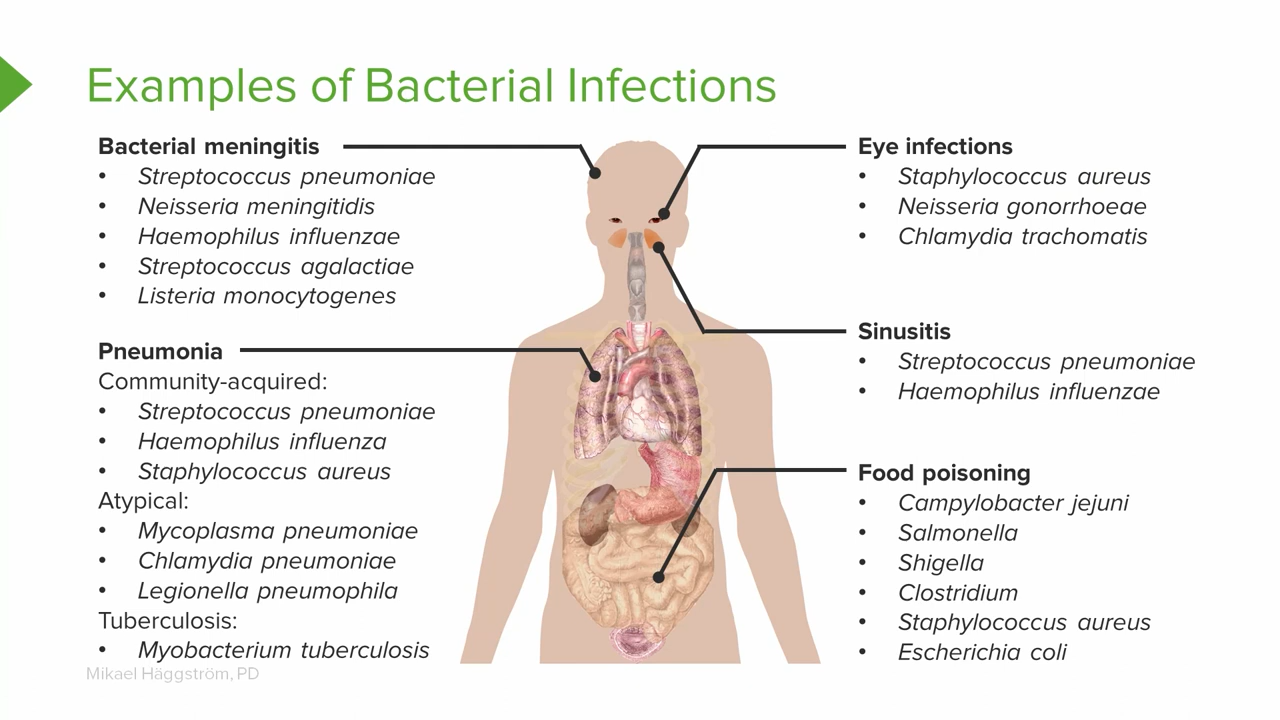 Examples of Bacterial Infections
Bacterial meningitis
• Streptococcus pneumoniae
• Neisseria meningitidis
• Haemophilus influenzae
• Streptococcus agalactiae
• Listeria monocytogenes
Pneumonia
Community-acquired:
• Streptococcus pneumoniae
• Haemophilus influenza
• Staphylococcus aureus
Atypical:
• Mycoplasma pneumoniae
• Chlamydia pneumoniae
• Legionella pneumophila
Tuberculosis:
• Myobacterium tuberculosis
Eye infections
• Staphylococcus aureus
• Neisseria gonorrhoeae
• Chlamydia trachomatis
Sinusitis
• Streptococcus pneumoniae
• Haemophilus influenzae
Food poisoning
• Campylobacter jejuni
• Salmonella
• Shigella
• Clostridium
• Staphylococcus aureus
• Escherichia coli
Mikael Häggström, PD